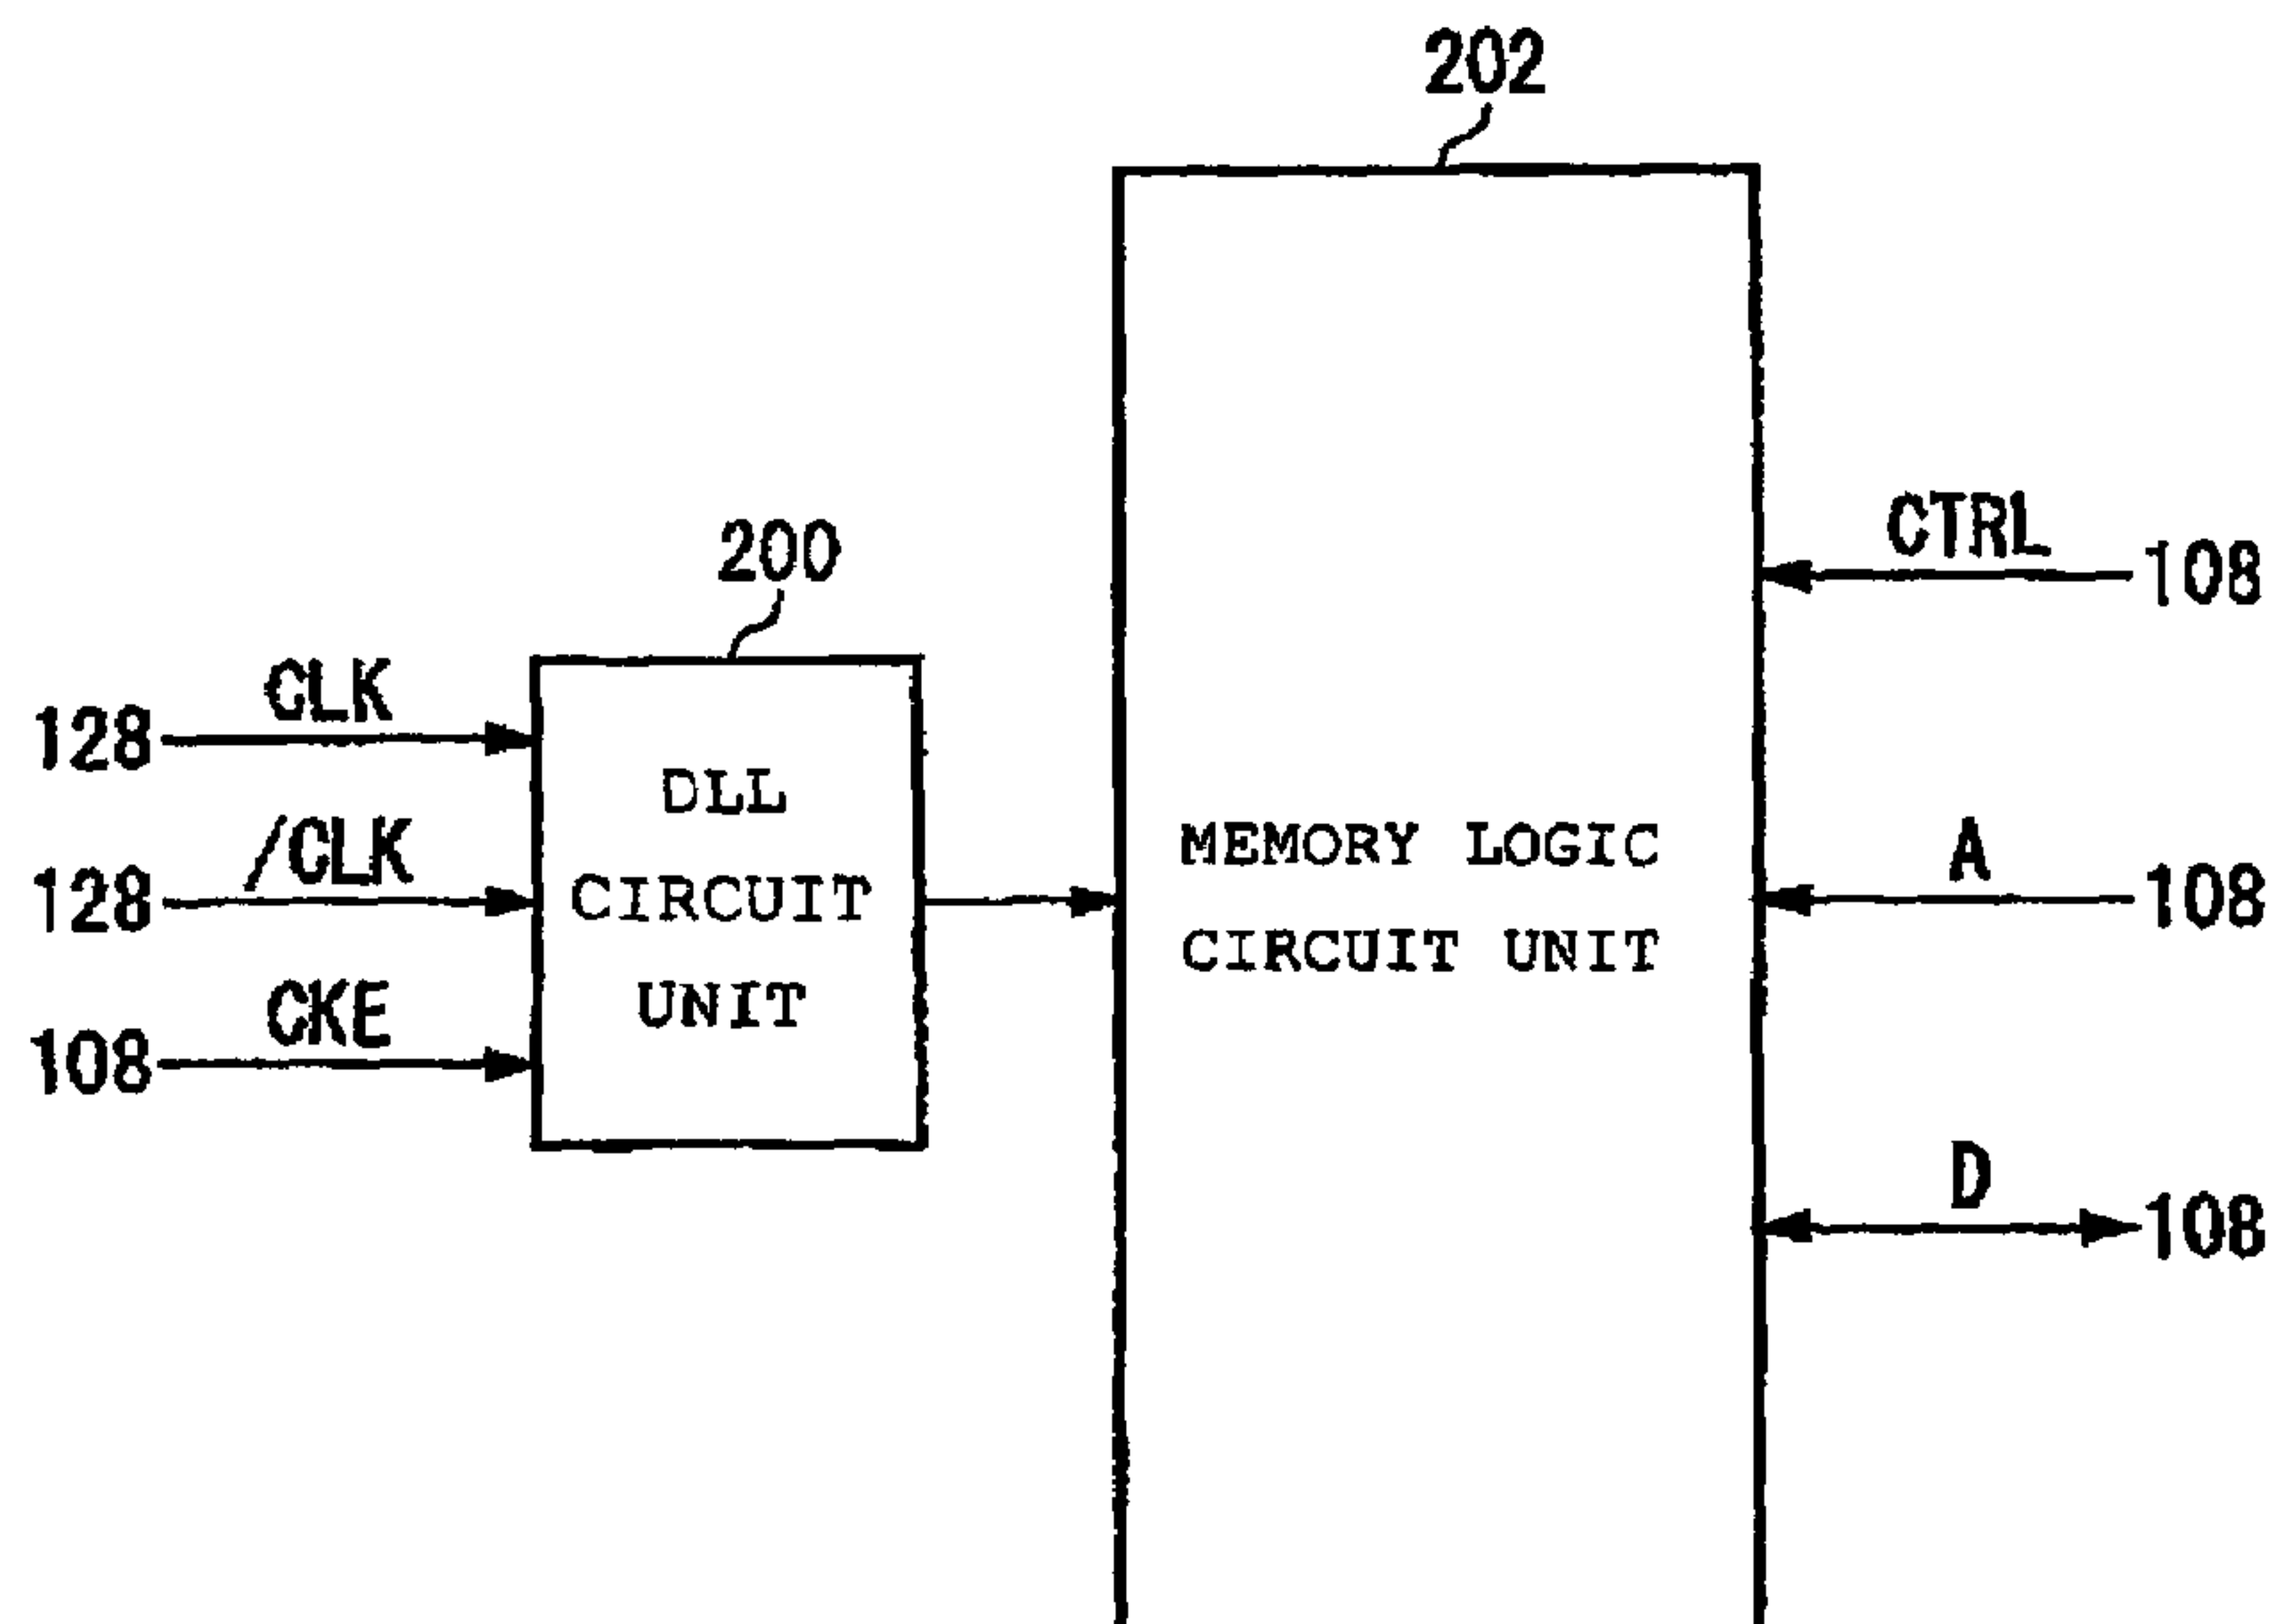 202
200
CTRL
108
CLK
128
DLL
CIRCUIT
UNIT
/CLK
128
MEMORY LOGIC
CIRCUIT UNIT
A
108
CKE
108
D
108